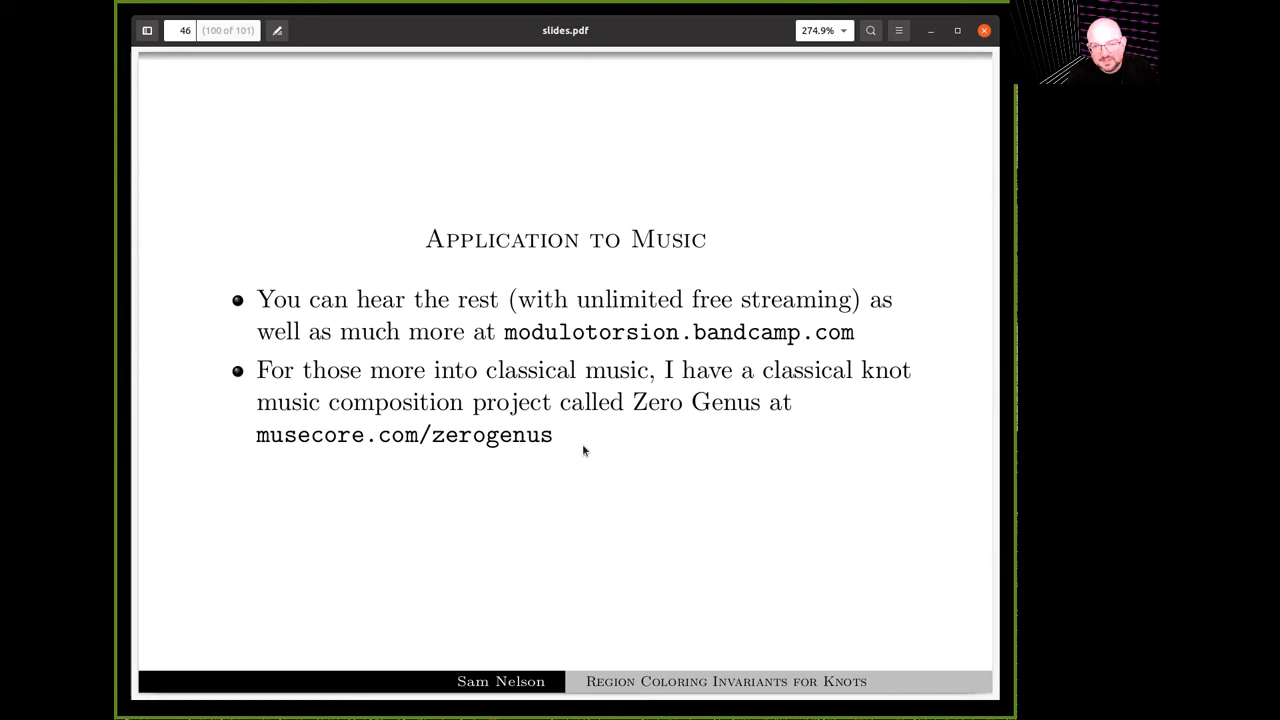 46 (100 of 101) slides.pdf 274.9%
Application to Music
You can hear the rest (with unlimited free streaming) as
well as much more at modulotorsion.bandcamp.com
For those more into classical music, I have a classical knot
music composition project called Zero Genus at
musecore.com/zerogenus
Sam Nelson Region Coloring Invariants for Knots